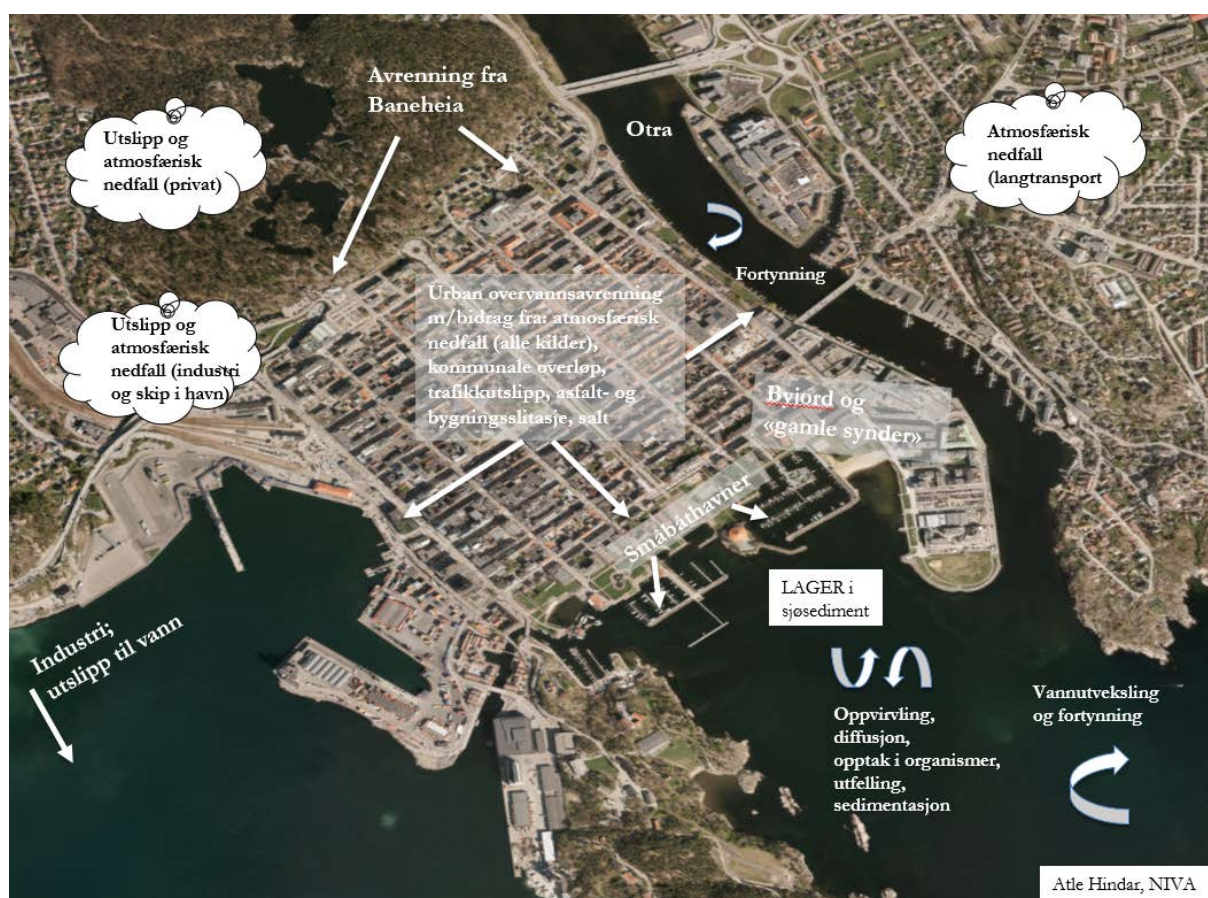 Avrenning fra
Baneheia
Otra
Utslipp og
atmosfærisk
nedfall (privat)
Atmosfærisk
nedfall
(langtransport
Fortynning
Utslipp og
atmosfærisk
nedfall (industri
og skip i havn)
Urban overvannsavrenning
m/bidrag fra: atmosfærisk
nedfall (alle kilder),
kommunale overløp,
trafikkutslipp, asfalt- og
bygningsslitasje, salt
Byjord og
«gamle synder»
Småbåthavner
LAGER i
sjøsediment
Industri;
utslipp til vann
Oppvirvling,
diffusjon,
opptak i organismer,
utfelling,
sedimentasjon
Vannutveksling
og fortynning
Atle Hindar, NIVA